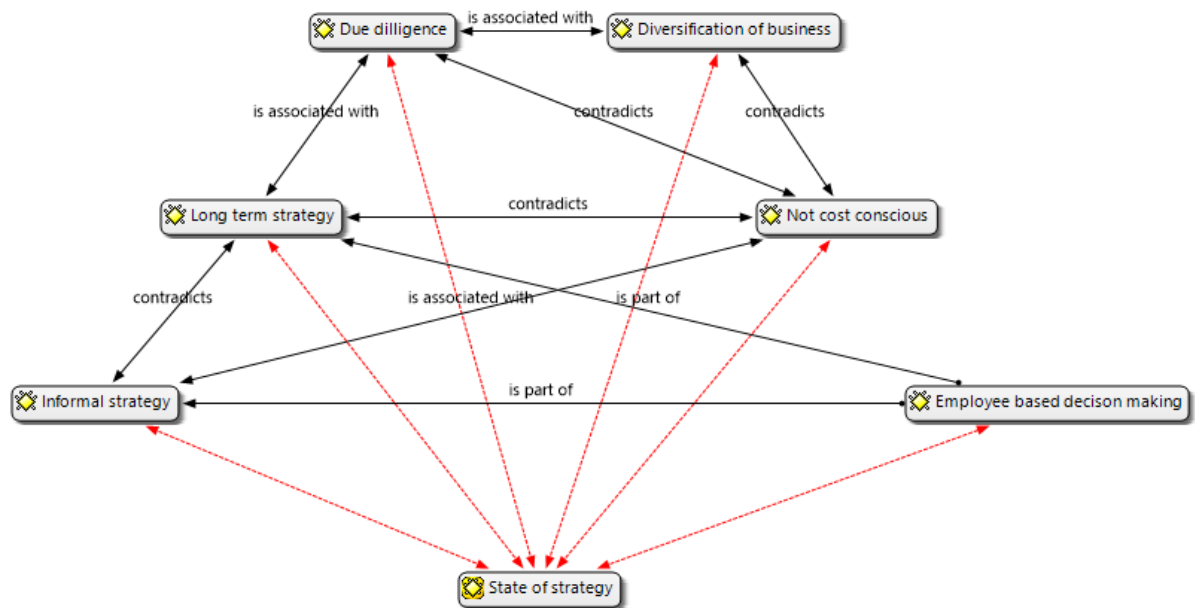 is associated with
Due dilligence
Diversification of business
is associated with
contradicts
contradicts
Long term strategy
contradicts
Not cost conscious
contradicts
is associated with
is part of
Informal strategy
is part of
Employee based decison making
State of strategy